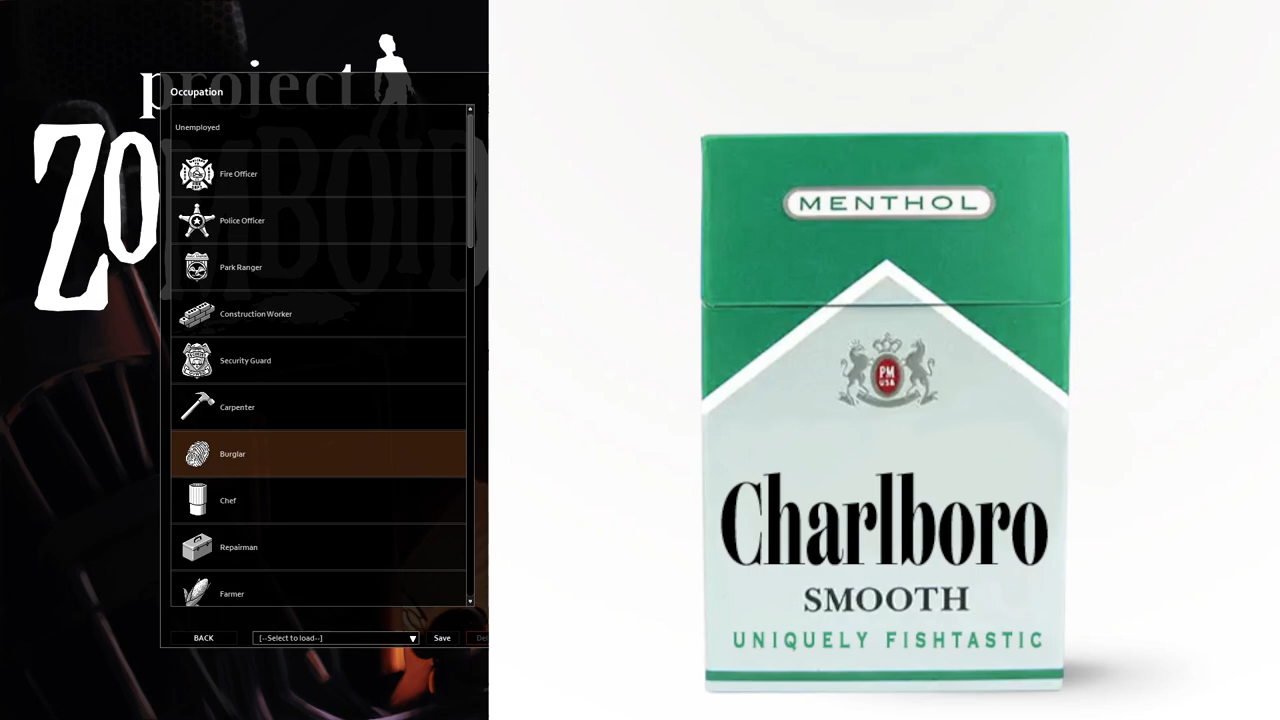 project
ZOMBOID
Occupation
Unemployed
Fire Officer
Police Officer
Park Ranger
Construction Worker
Security Guard
Carpenter
Burglar
Chef
Repairman
Farmer
BACK
[--Select to load--]
Save
MENTHOL
PM
USA
Charlboro
SMOOTH
UNIQUELY FISHTASTIC